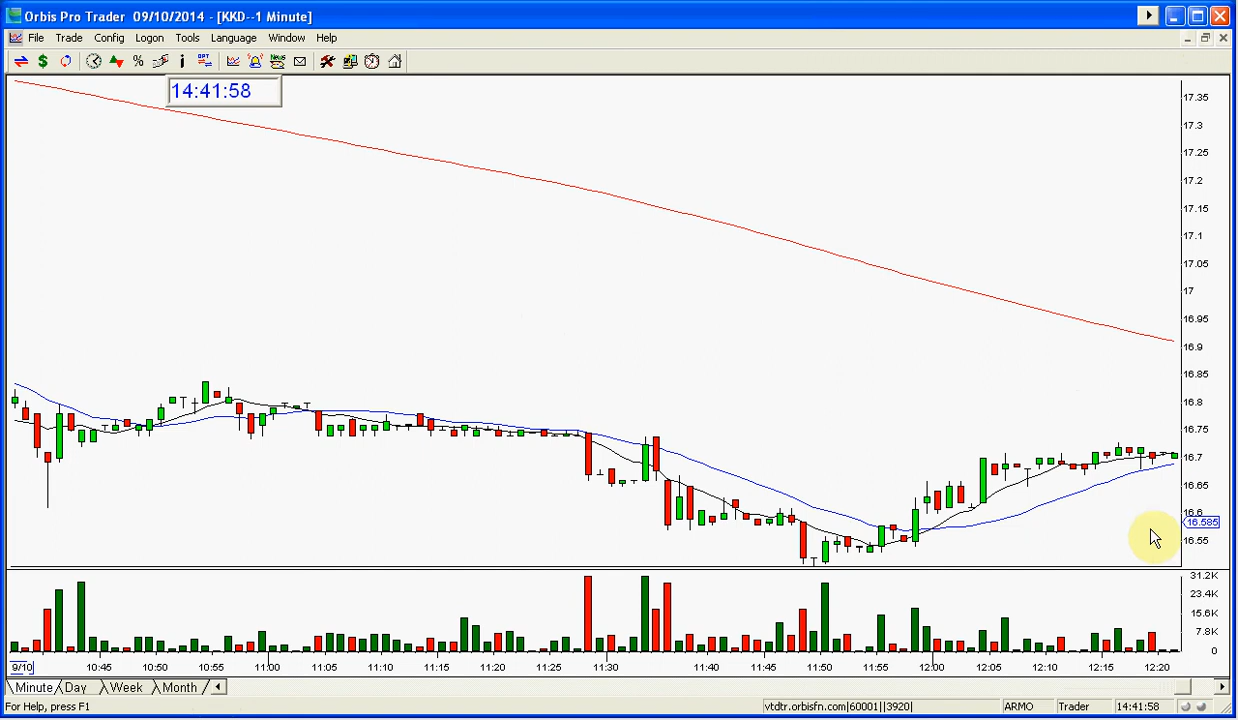 Orbis Pro Trader 09/10/2014 - [KKD--1 Minute]
File Trade Config Logon Tools Language Window Help
$ % i OPT News
14:41:58
17.35
17.3
17.25
17.2
17.15
17.1
17.05
17
16.95
16.9
16.85
16.8
16.75
16.7
16.65
16.6
16.585
16.55
31.2K
23.4K
15.6K
7.8K
0
9/10 10:45 10:50 10:55 11:00 11:05 11:10 11:15 11:20 11:25 11:30 11:40 11:45 11:50 11:55 12:00 12:05 12:10 12:15 12:20
Minute Day Week Month
For Help, press F1 vtdtr.orbisfn.com|60001||3920| ARMO Trader 14:41:58